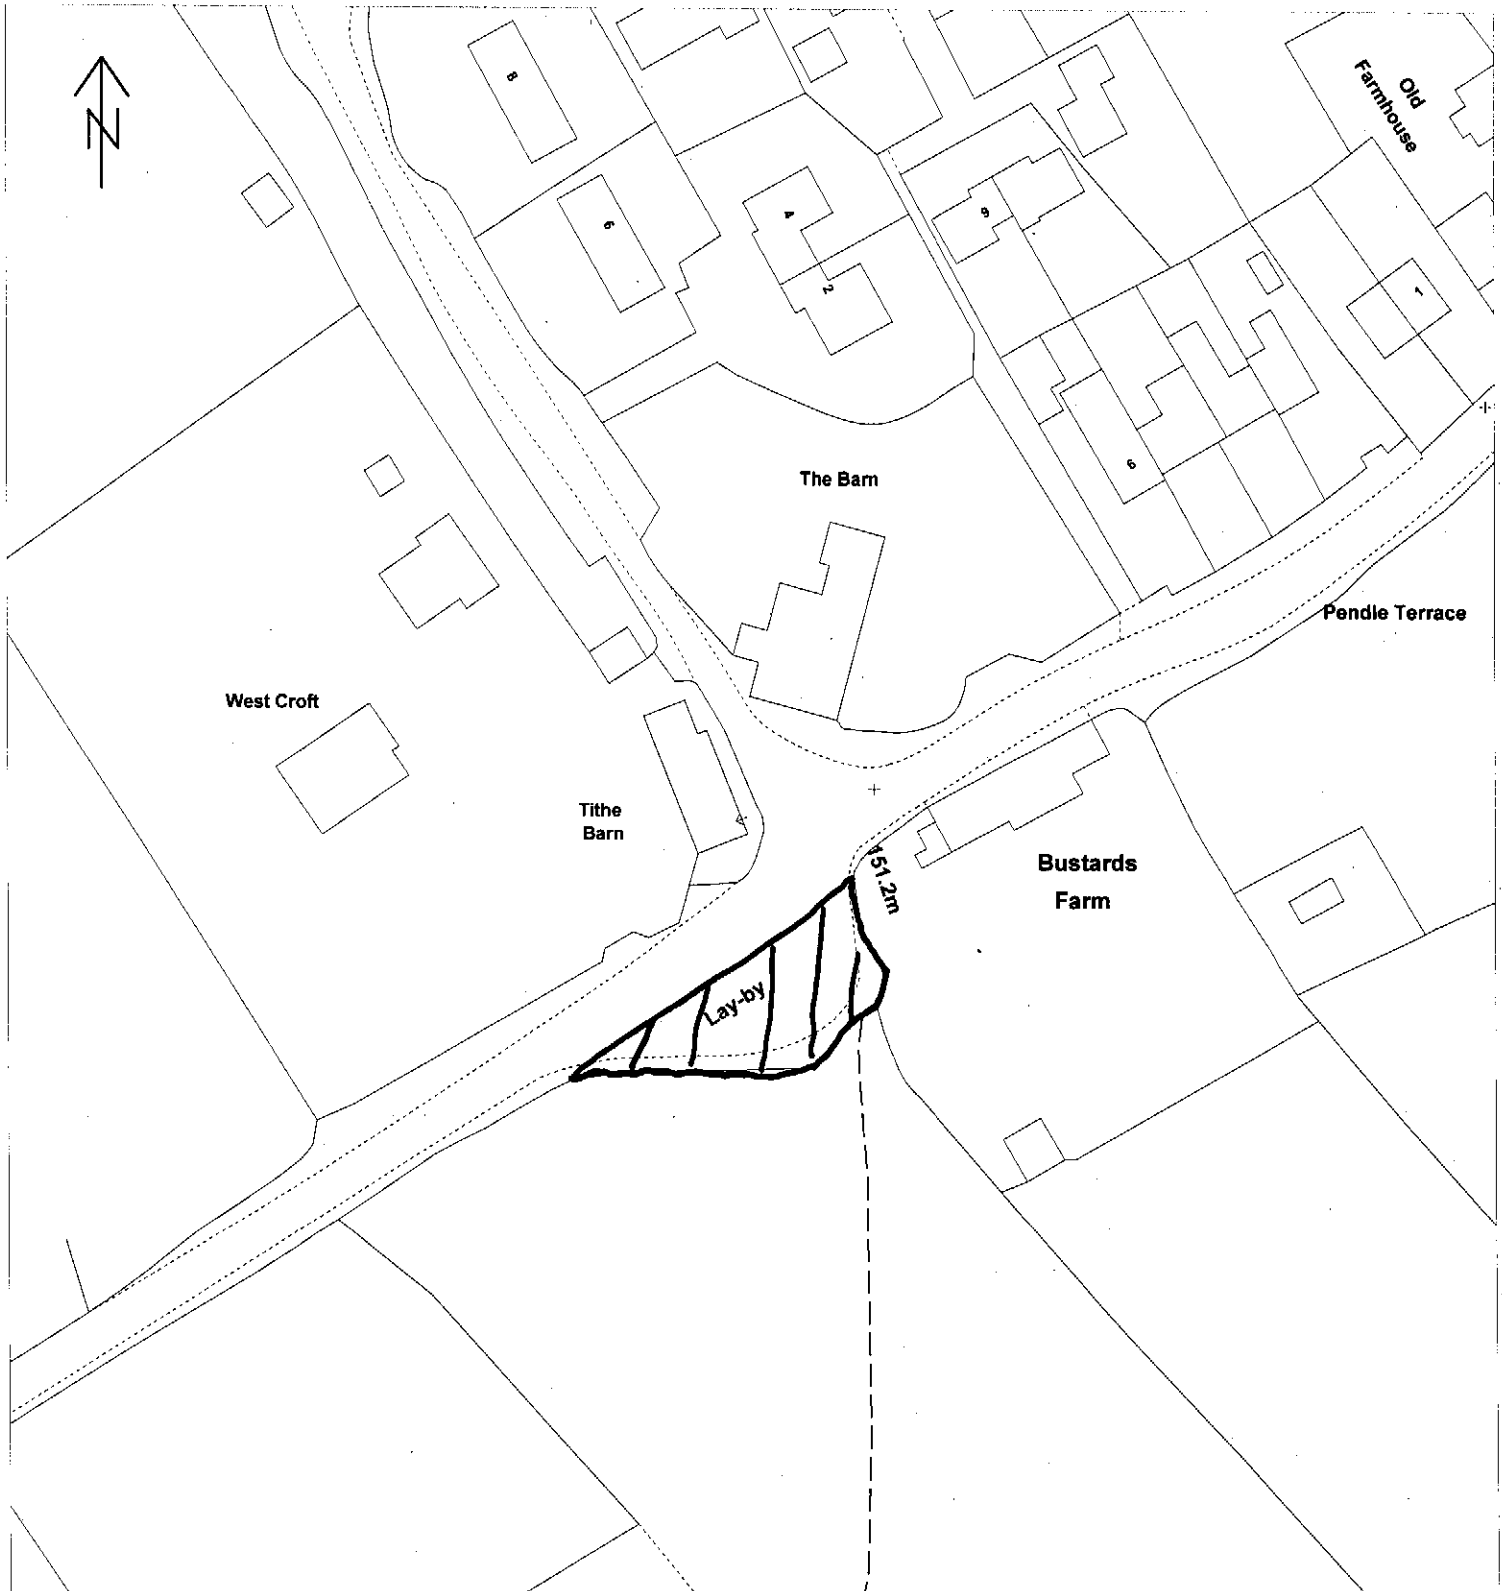 N
8
Old
Farmhouse
6
4
9
2
1
The Barn
6
Pendle Terrace
West Croft
Tithe
Barn
151.2m
Bustards
Farm
Lay-by